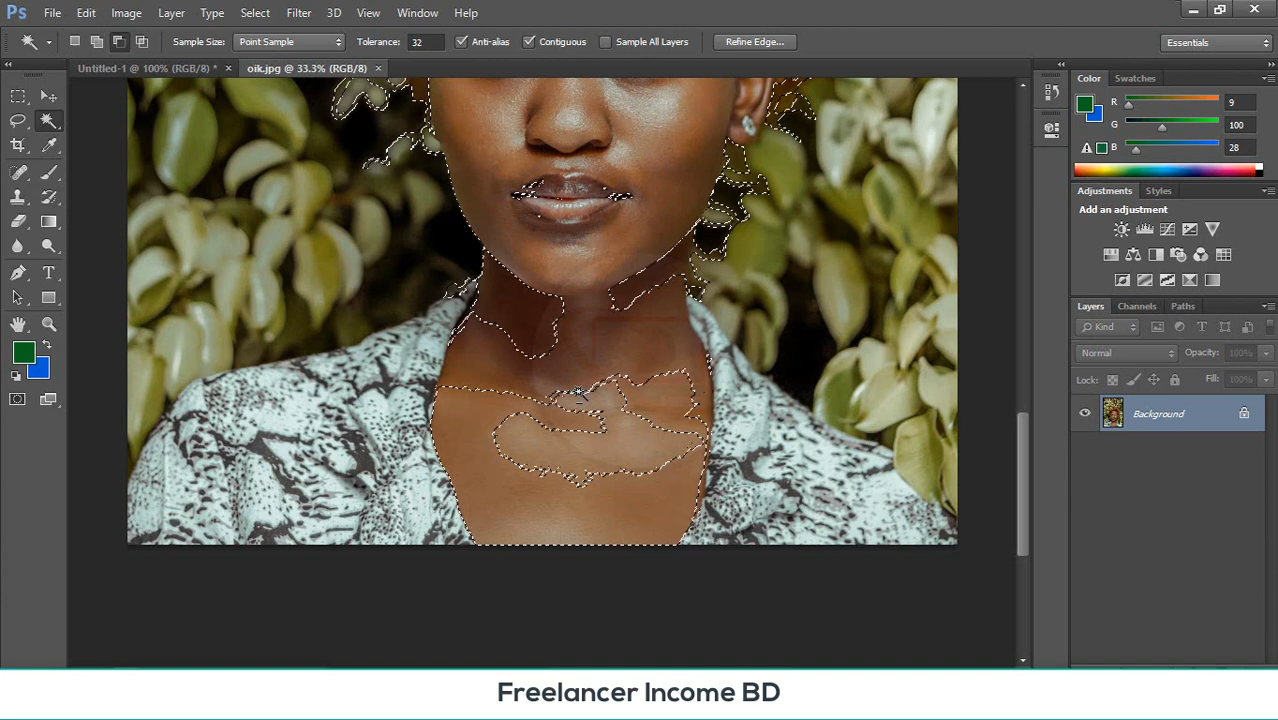 Ps File Edit Image Layer Type Select Filter 3D View Window Help
Sample Size: Point Sample Tolerance: 32 Anti-alias Contiguous Sample All Layers Refine Edge... Essentials
Untitled-1 @ 100% (RGB/8) * × oik.jpg @ 33.3% (RGB/8) ×
Color Swatches
R 9
G 100
B 28
Adjustments Styles
Add an adjustment
Layers Channels Paths
Kind
Normal Opacity: 100%
Lock: Fill: 100%
Background
Freelancer Income BD